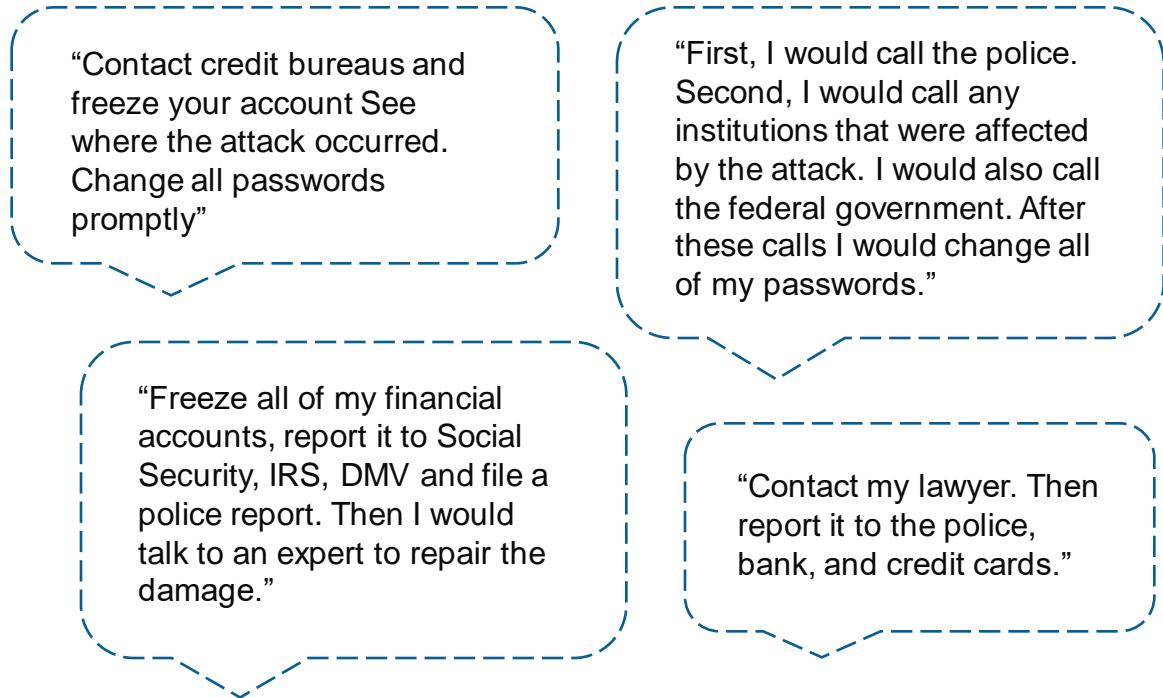 “Contact credit bureaus and
freeze your account See
where the attack occurred.
Change all passwords
promptly”
“First, I would call the police.
Second, I would call any
institutions that were affected
by the attack. I would also call
the federal government. After
these calls I would change all
of my passwords.”
“Freeze all of my financial
accounts, report it to Social
Security, IRS, DMV and file a
police report. Then I would
talk to an expert to repair the
damage.”
“Contact my lawyer. Then
report it to the police,
bank, and credit cards.”